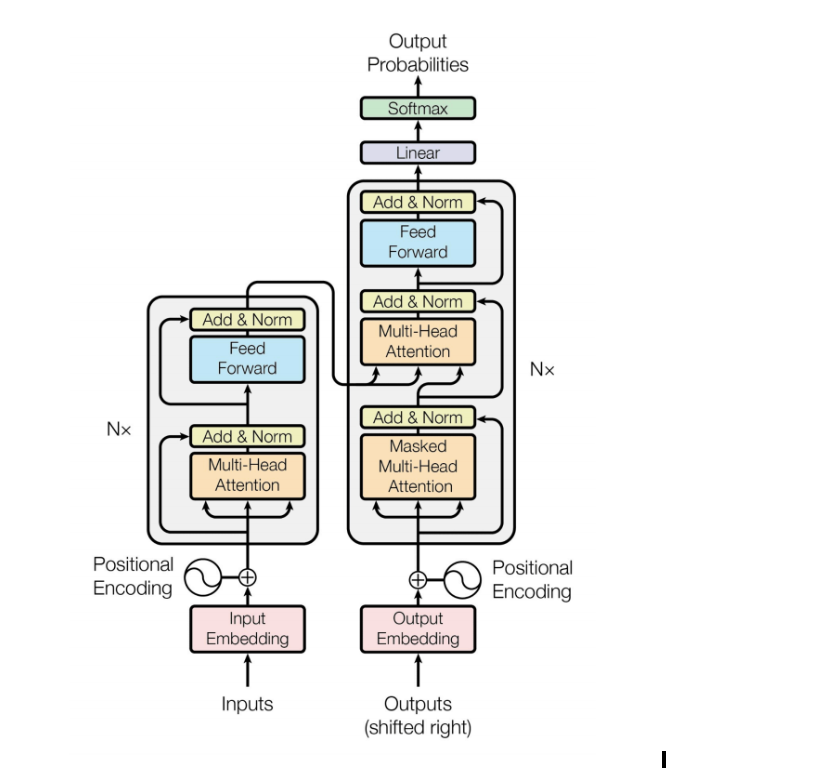 Output
Probabilities
Softmax
Linear
Add & Norm
Feed
Forward
Add & Norm
Multi-Head
Attention
Nx
Add & Norm
Masked
Multi-Head
Attention
Add & Norm
Feed
Forward
Nx
Add & Norm
Multi-Head
Attention
Positional
Encoding
Positional
Encoding
Input
Embedding
Output
Embedding
Inputs
Outputs
(shifted right)